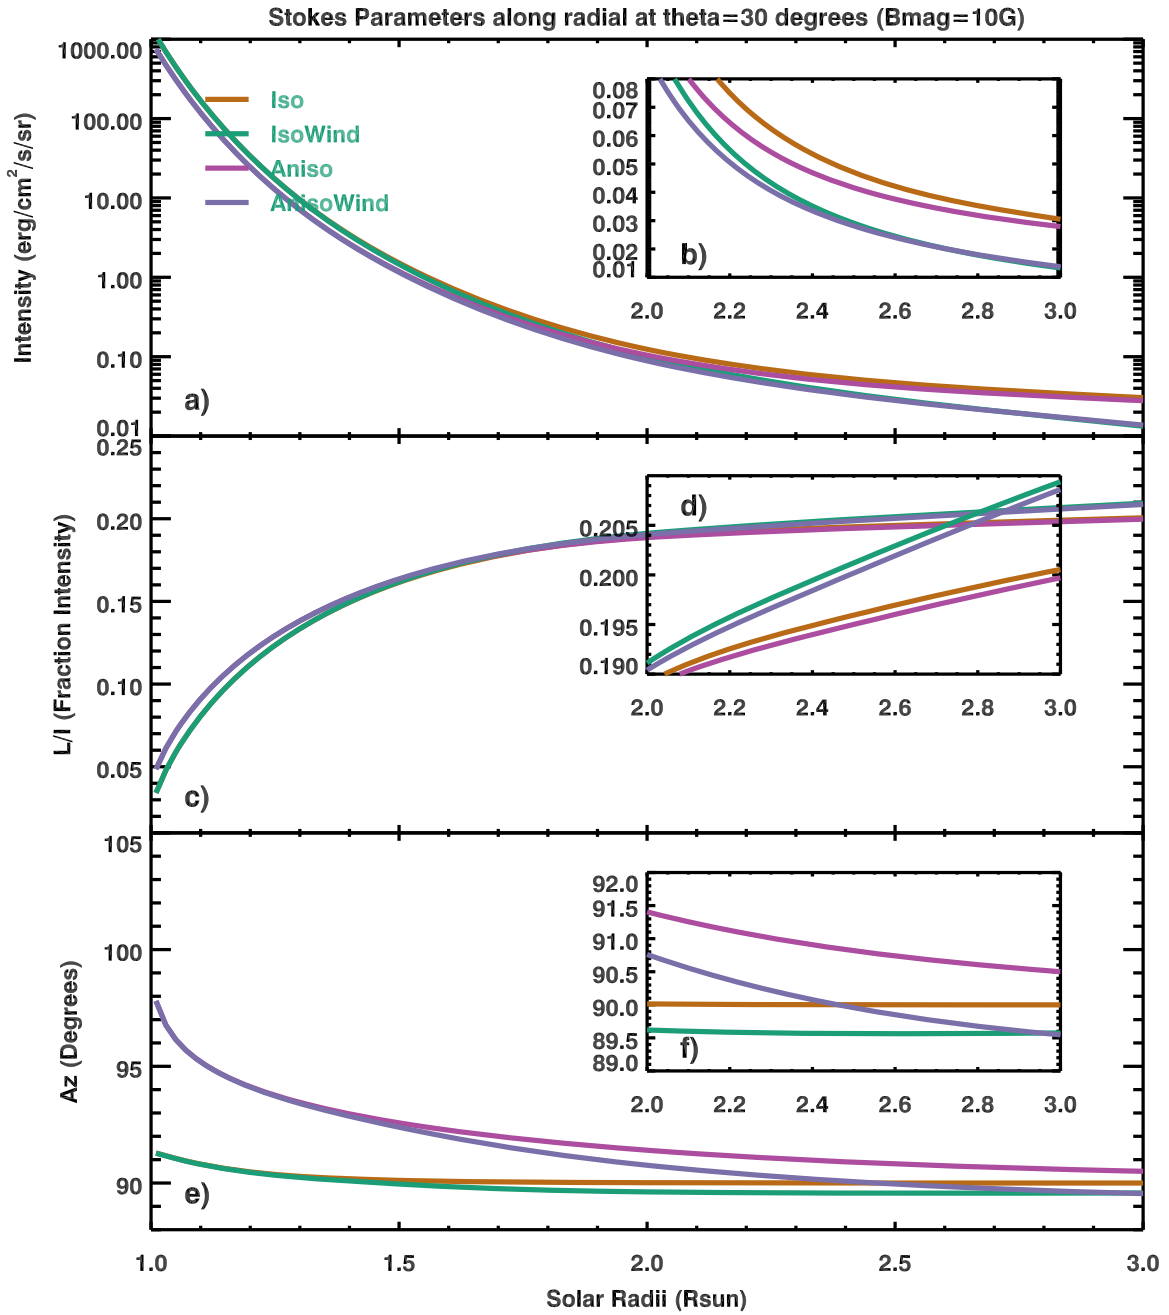 Stokes Parameters along radial at theta=30 degrees (Bmag=10G)
Intensity (erg/cm²/s/sr)
1000.00
100.00
10.00
1.00
0.10
0.01
Iso
IsoWind
Aniso
AnisoWind
a)
0.08
0.07
0.06
0.05
0.04
0.03
0.02
0.01
b)
2.0 2.2 2.4 2.6 2.8 3.0
L/I (Fraction Intensity)
0.25
0.20
0.15
0.10
0.05
c)
d)
0.205
0.200
0.195
0.190
2.0 2.2 2.4 2.6 2.8 3.0
Az (Degrees)
105
100
95
90
e)
92.0
91.5
91.0
90.5
90.0
89.5
89.0
f)
2.0 2.2 2.4 2.6 2.8 3.0
1.0 1.5 2.0 2.5 3.0
Solar Radii (Rsun)